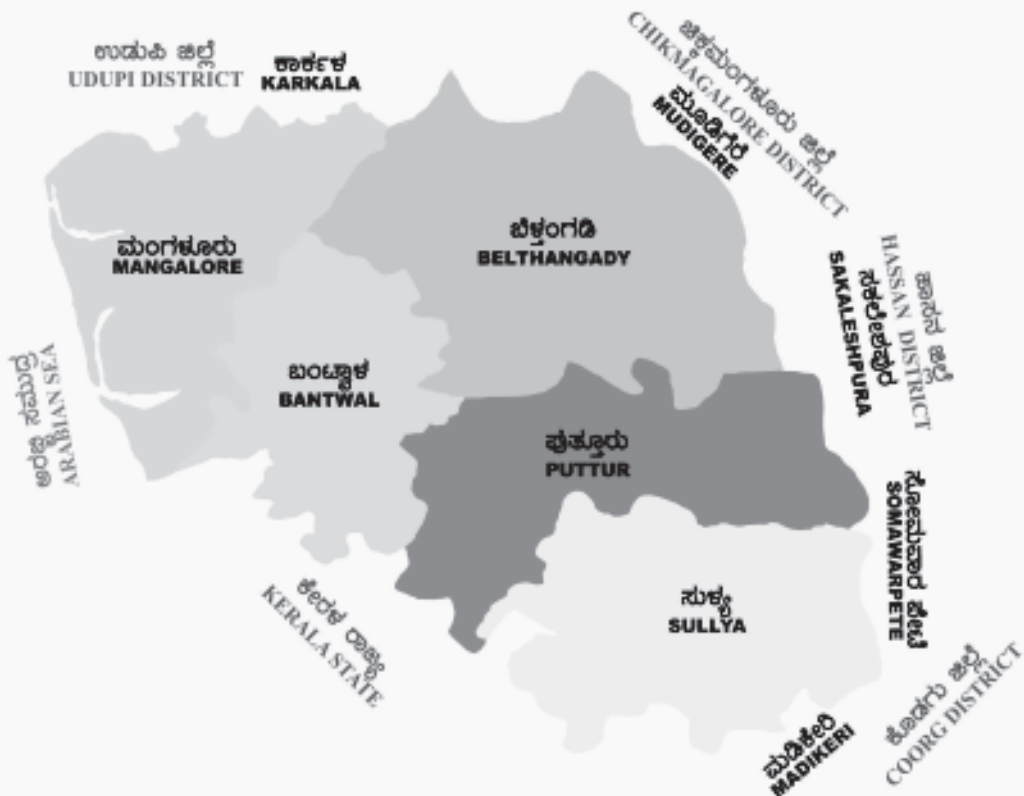 ಉಡುಪಿ ಜಿಲ್ಲೆ
UDUPI DISTRICT
ಕಾರ್ಕಳ
KARKALA
ಚಿಕ್ಕಮಂಗಳೂರು ಜಿಲ್ಲೆ
CHIKMAGALORE DISTRICT
ಮೂಡಿಗೆರೆ
MUDIGERE
ಮಂಗಳೂರು
MANGALORE
ಬೆಳ್ತಂಗಡಿ
BELTHANGADY
ಹಾಸನ ಜಿಲ್ಲೆ
HASSAN DISTRICT
ಸಕಲೇಶಪುರ
SAKALESHPURA
ಅರಬ್ಬಿ ಸಮುದ್ರ
ARABIAN SEA
ಬಂಟ್ವಾಳ
BANTWAL
ಪುತ್ತೂರು
PUTTUR
ಸೋಮವಾರ ಪೇಟೆ
SOMAWARPETE
ಕೇರಳ ರಾಜ್ಯ
KERALA STATE
ಸುಳ್ಯ
SULLYA
ಕೊಡಗು ಜಿಲ್ಲೆ
COORG DISTRICT
ಮಡಿಕೇರಿ
MADIKERI